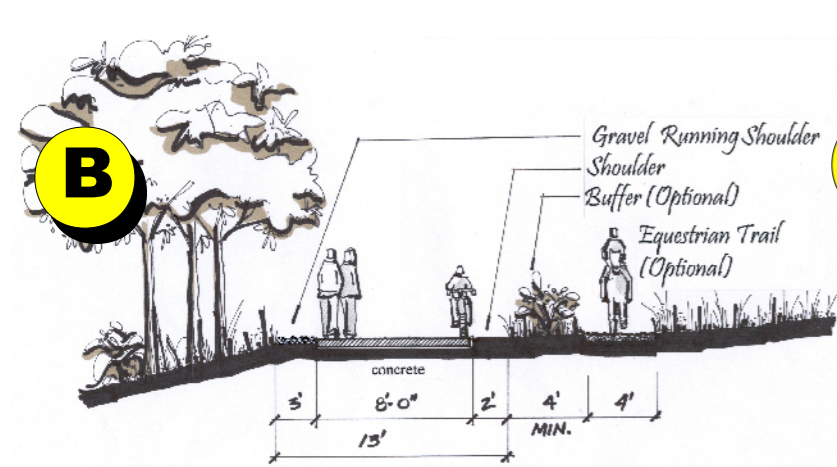 B
Gravel Running Shoulder
Shoulder
Buffer (Optional)
Equestrian Trail
(Optional)
concrete
3' 8'-0" 2' 4' 4'
MIN.
13'